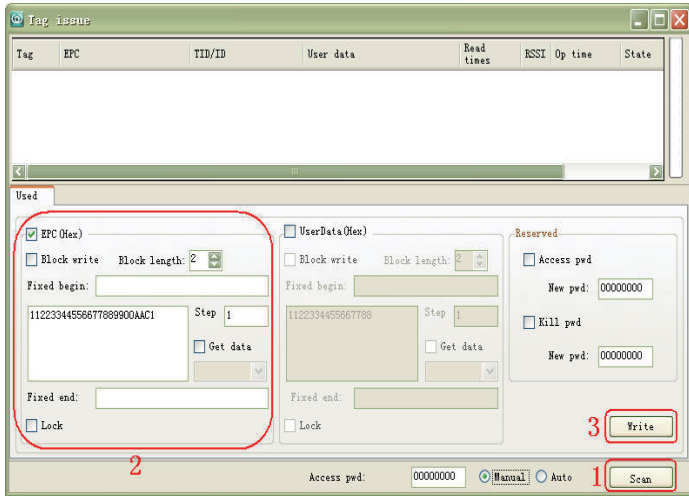 Tag issue
Tag EPC TID/ID User data Read times RSSI Op time State
Used
EPC(Hex)
Block write Block length: 2
Fixed begin:
11223344556677889900AAC1
Step 1
Get data
Fixed end:
Lock
2
UserData(Hex)
Block write Block length: 2
Fixed begin:
1122334455667788
Step 1
Get data
Fixed end:
Lock
Reserved
Access pwd
New pwd: 00000000
Kill pwd
New pwd: 00000000
3 Write
Access pwd: 00000000 Manual Auto 1 Scan